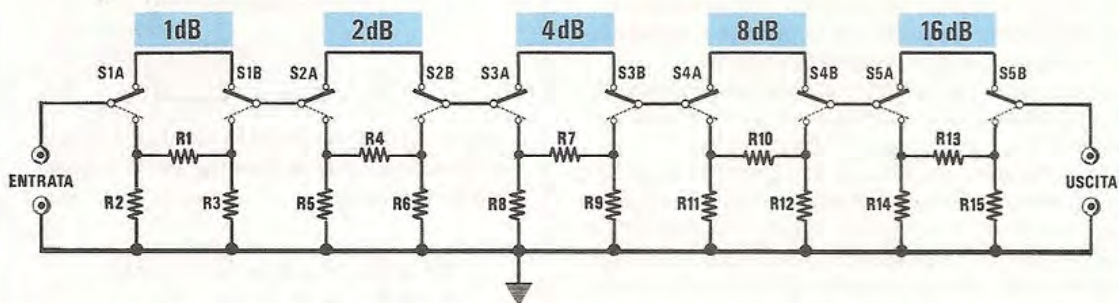 1dB 2dB 4dB 8dB 16dB
S1A S1B S2A S2B S3A S3B S4A S4B S5A S5B
R1 R4 R7 R10 R13
ENTRATA USCITA
R2 R3 R5 R6 R8 R9 R11 R12 R14 R15